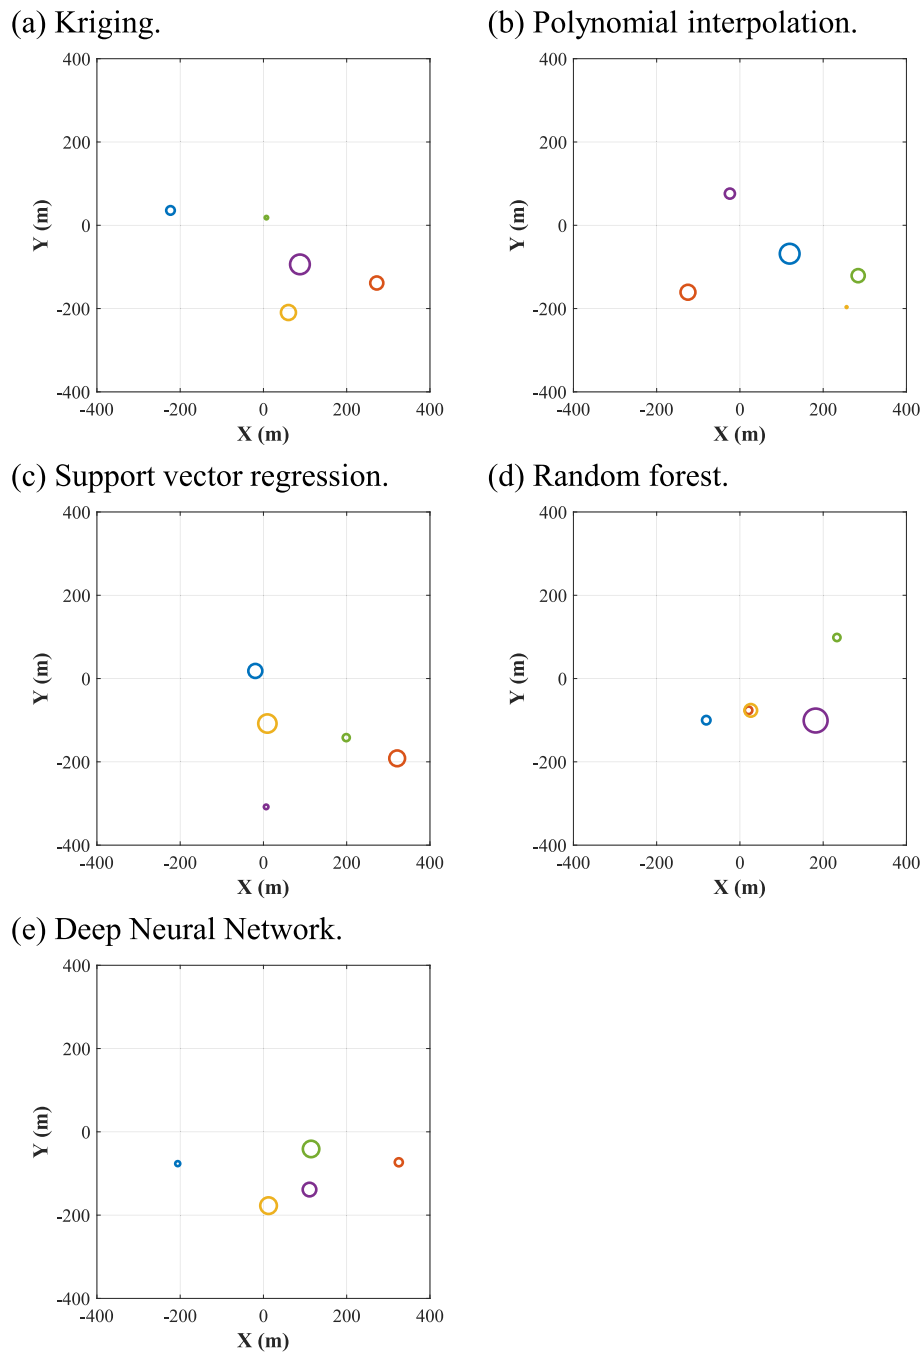 (a) Kriging.
400
200
0
-200
-400
Y (m)
-400 -200 0 200 400
X (m)
(b) Polynomial interpolation.
400
200
0
-200
-400
Y (m)
-400 -200 0 200 400
X (m)
(c) Support vector regression.
400
200
0
-200
-400
Y (m)
-400 -200 0 200 400
X (m)
(d) Random forest.
400
200
0
-200
-400
Y (m)
-400 -200 0 200 400
X (m)
(e) Deep Neural Network.
400
200
0
-200
-400
Y (m)
-400 -200 0 200 400
X (m)